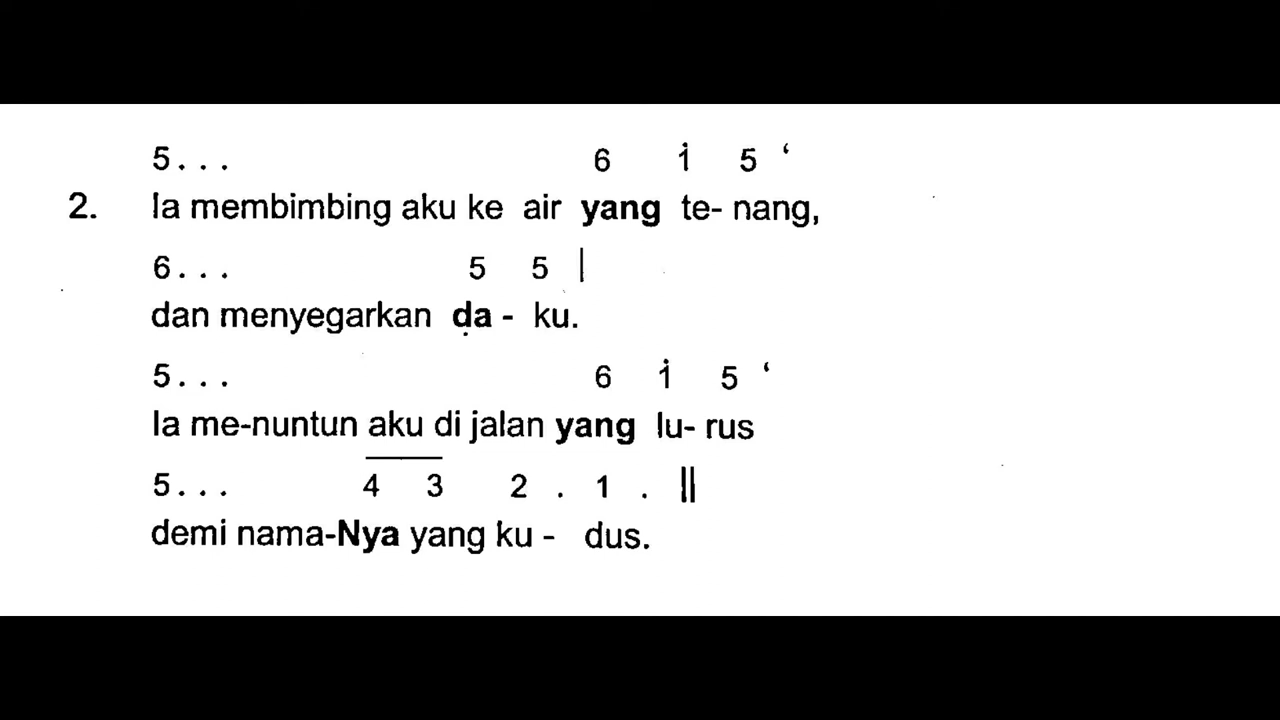 5... 6 i 5 ‘
2. Ia membimbing aku ke air yang te- nang,
6... 5 5 |
dan menyegarkan da - ku.
5... 6 i 5 ‘
Ia me-nuntun aku di jalan yang lu- rus
5... 4 3 2 . 1 . ||
demi nama-Nya yang ku - dus.